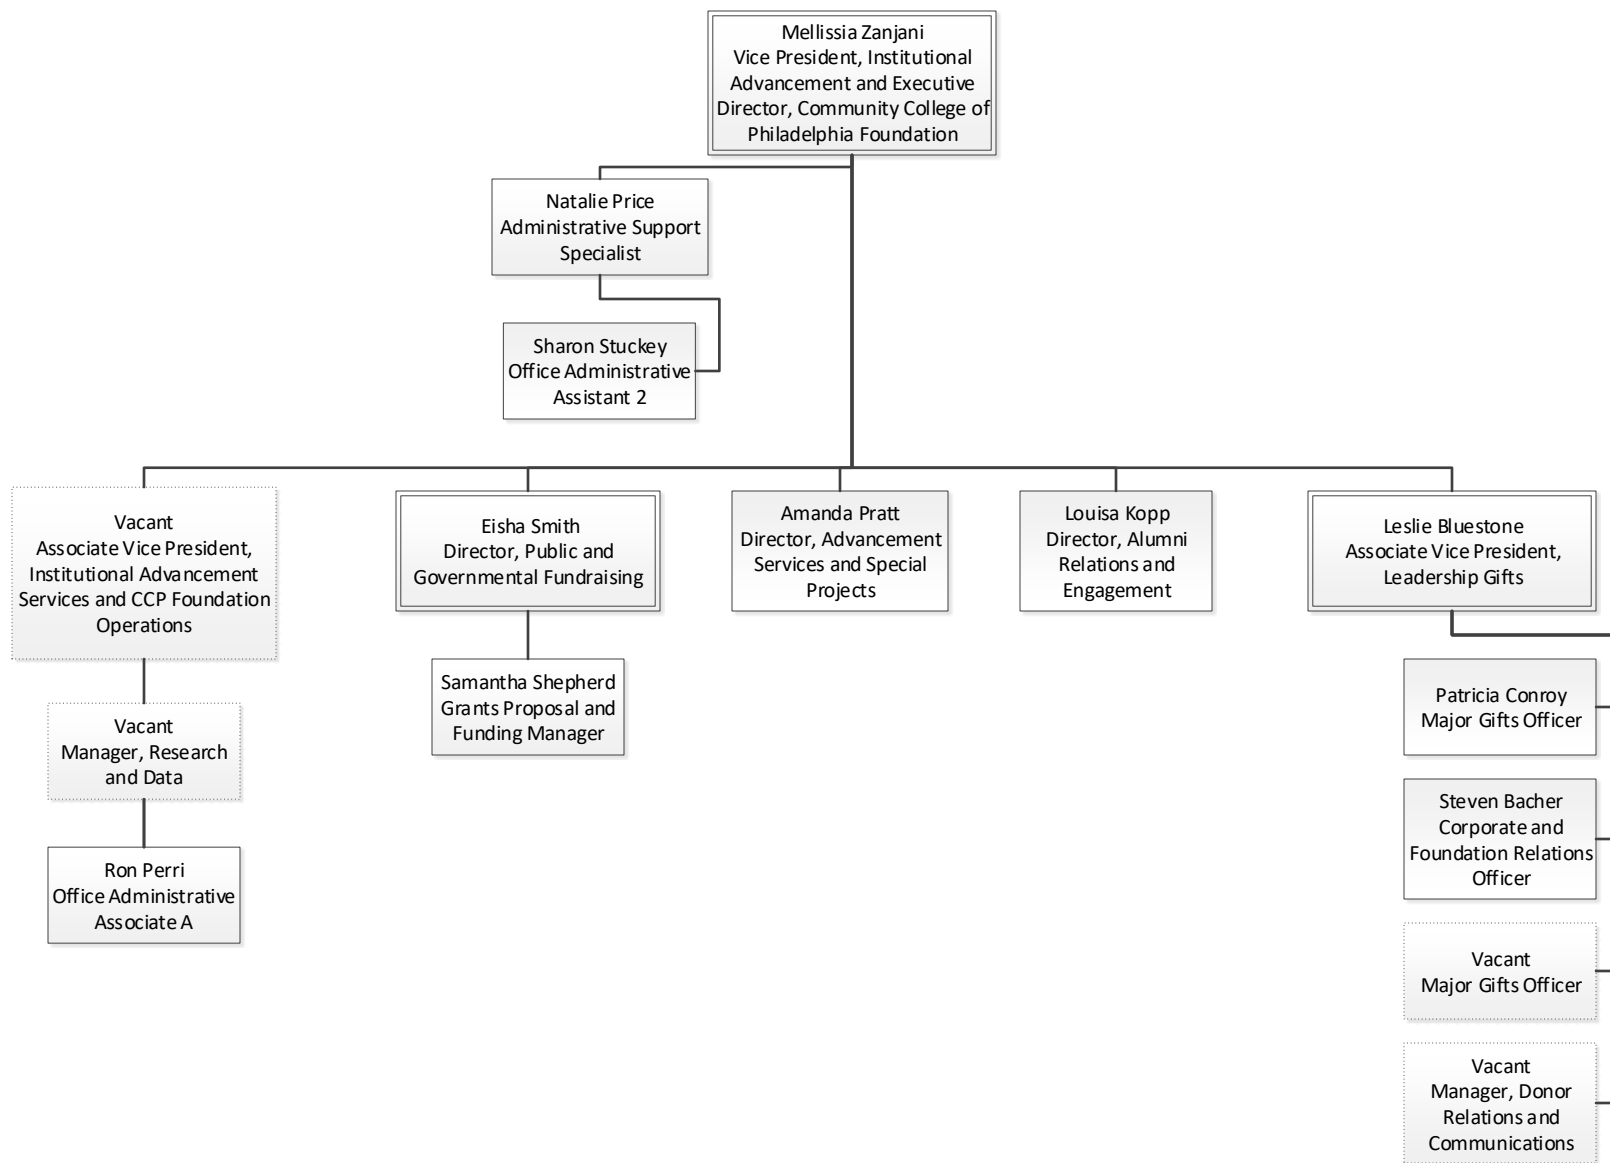 Mellissia Zanjani
Vice President, Institutional
Advancement and Executive
Director, Community College of
Philadelphia Foundation
Natalie Price
Administrative Support
Specialist
Sharon Stuckey
Office Administrative
Assistant 2
Vacant
Associate Vice President,
Institutional Advancement
Services and CCP Foundation
Operations
Eisha Smith
Director, Public and
Governmental Fundraising
Amanda Pratt
Director, Advancement
Services and Special
Projects
Louisa Kopp
Director, Alumni
Relations and
Engagement
Leslie Bluestone
Associate Vice President,
Leadership Gifts
Vacant
Manager, Research
and Data
Samantha Shepherd
Grants Proposal and
Funding Manager
Patricia Conroy
Major Gifts Officer
Ron Perri
Office Administrative
Associate A
Steven Bacher
Corporate and
Foundation Relations
Officer
Vacant
Major Gifts Officer
Vacant
Manager, Donor
Relations and
Communications